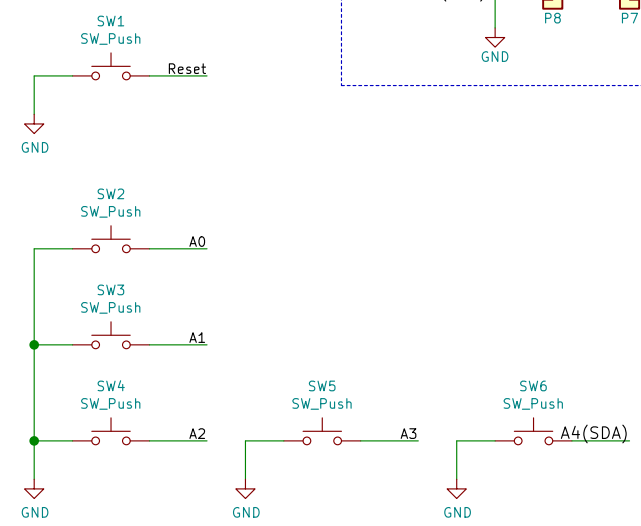 P8
P7
GND
SW1
SW_Push
Reset
GND
SW2
SW_Push
A0
SW3
SW_Push
A1
SW4
SW_Push
A2
GND
SW5
SW_Push
A3
GND
SW6
SW_Push
A4(SDA)
GND